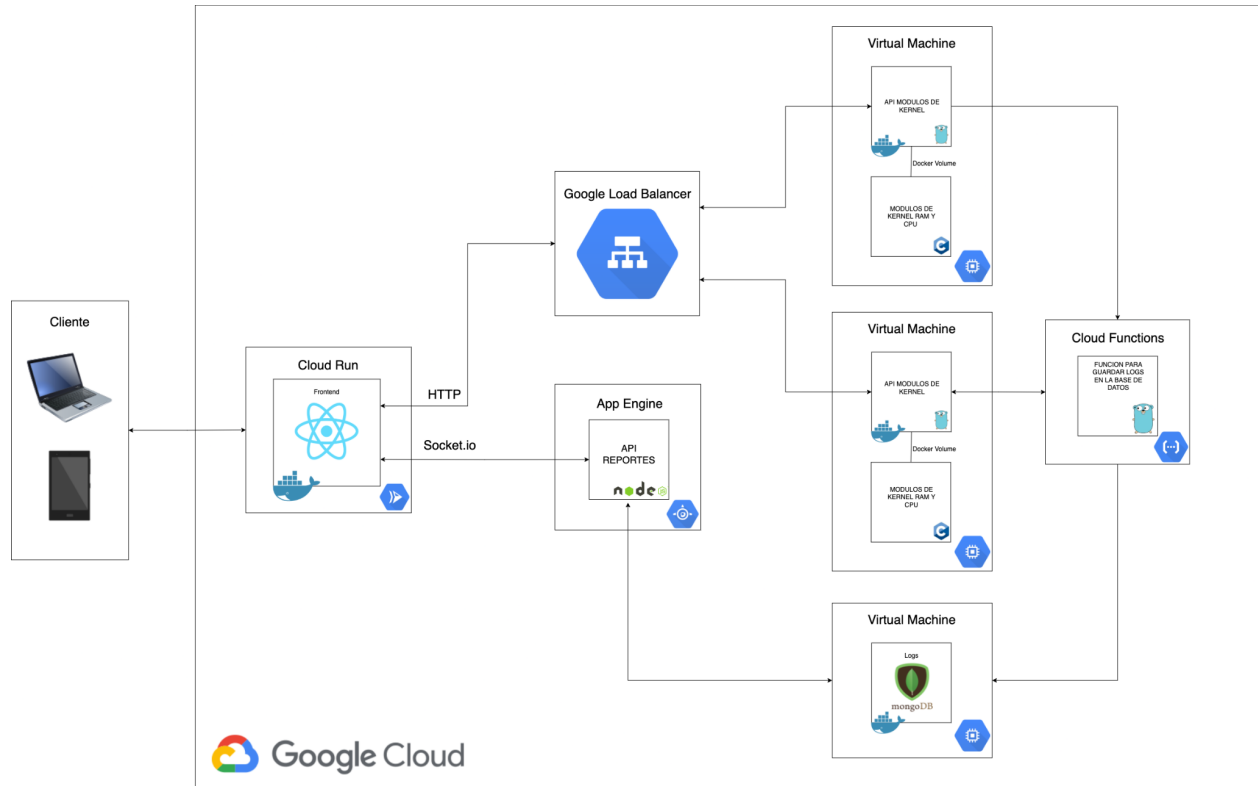 Cliente
Cloud Run
Frontend
HTTP
Socket.io
Google Load Balancer
App Engine
API
REPORTES
node
Virtual Machine
API MODULOS DE
KERNEL
Docker Volume
MODULOS DE
KERNEL RAM Y
CPU
C
Virtual Machine
API MODULOS DE
KERNEL
Docker Volume
MODULOS DE
KERNEL RAM Y
CPU
C
Cloud Functions
FUNCION PARA
GUARDAR LOGS
EN LA BASE DE
DATOS
Virtual Machine
Logs
mongoDB
Google Cloud